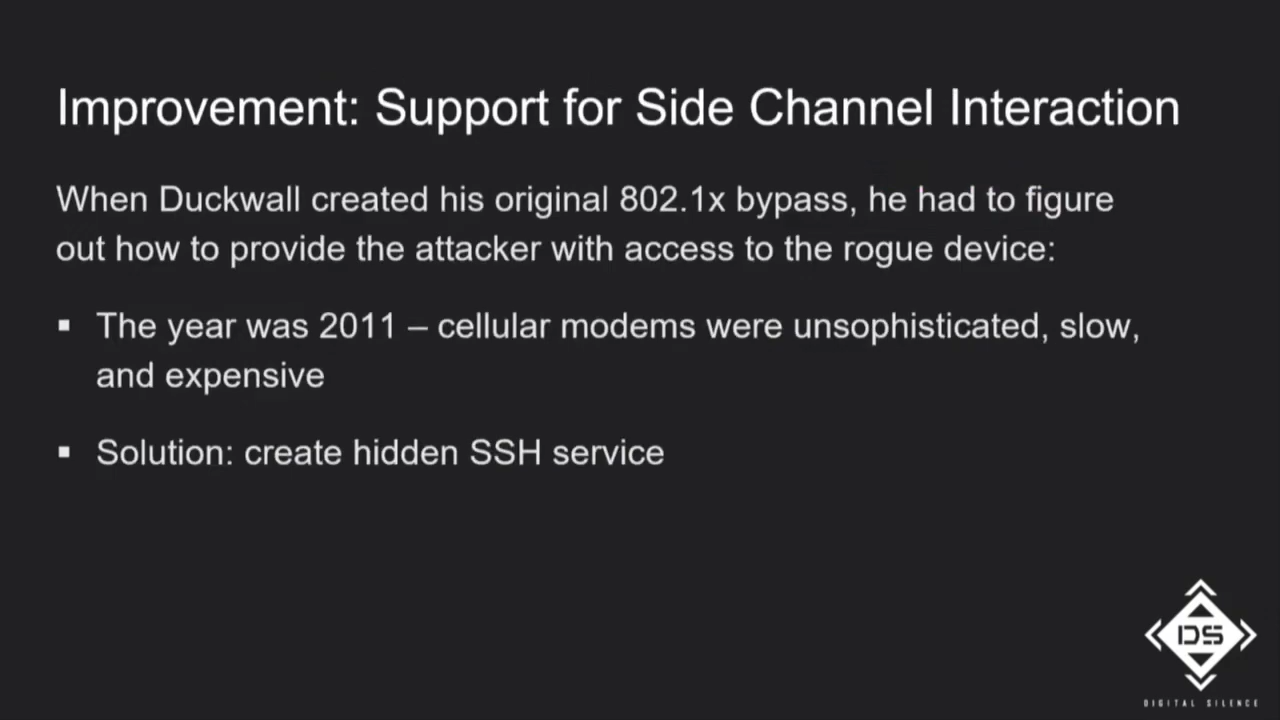 Improvement: Support for Side Channel Interaction
When Duckwall created his original 802.1x bypass, he had to figure
out how to provide the attacker with access to the rogue device:
▪ The year was 2011 – cellular modems were unsophisticated, slow,
and expensive
▪ Solution: create hidden SSH service
DS
DIGITAL SILENCE